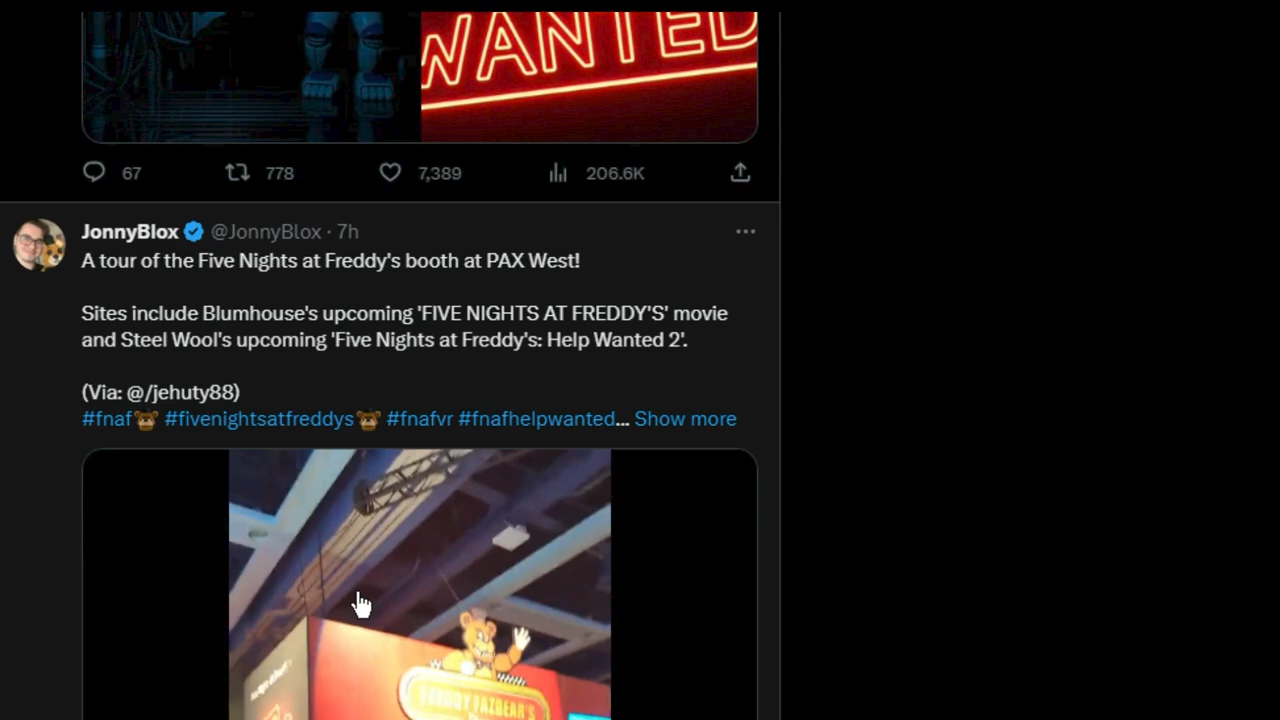 WANTED
67 778 7,389 206.6K
JonnyBlox @JonnyBlox · 7h
A tour of the Five Nights at Freddy's booth at PAX West!
Sites include Blumhouse's upcoming 'FIVE NIGHTS AT FREDDY'S' movie
and Steel Wool's upcoming 'Five Nights at Freddy's: Help Wanted 2'.
(Via: @/jehuty88)
#fnaf #fivenightsatfreddys #fnafvr #fnafhelpwanted... Show more
FREDDY FAZBEAR'S